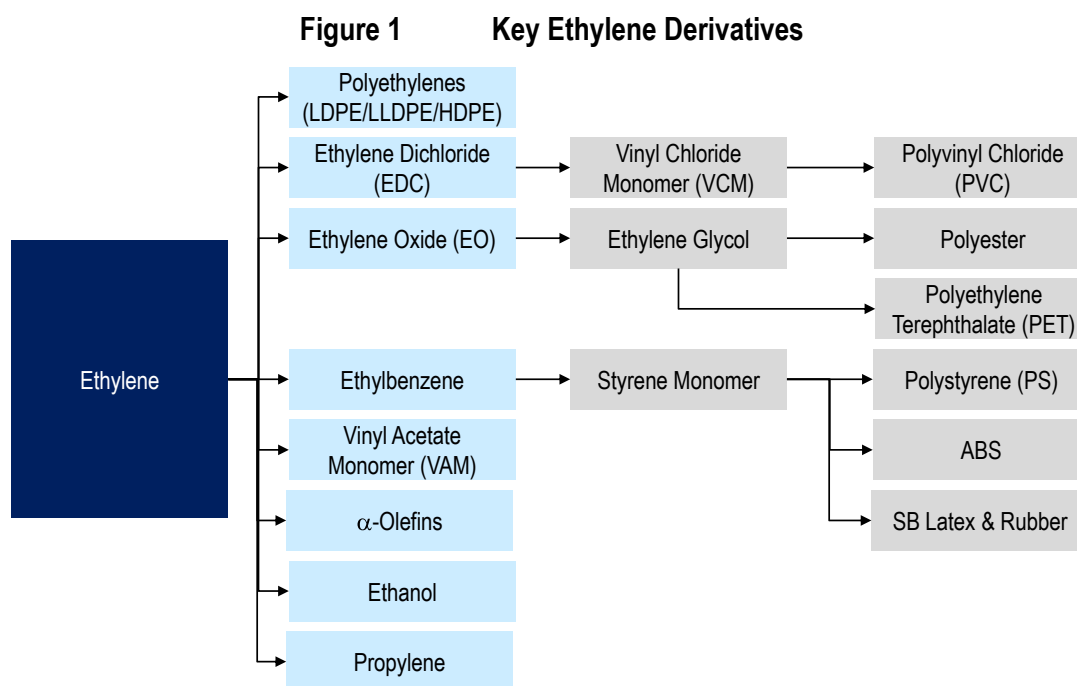 Figure 1 Key Ethylene Derivatives
Polyethylenes
(LDPE/LLDPE/HDPE)
Ethylene Dichloride
(EDC)
Vinyl Chloride
Monomer (VCM)
Polyvinyl Chloride
(PVC)
Ethylene Oxide (EO)
Ethylene Glycol
Polyester
Polyethylene
Terephthalate (PET)
Ethylene
Ethylbenzene
Styrene Monomer
Polystyrene (PS)
Vinyl Acetate
Monomer (VAM)
ABS
α-Olefins
SB Latex & Rubber
Ethanol
Propylene